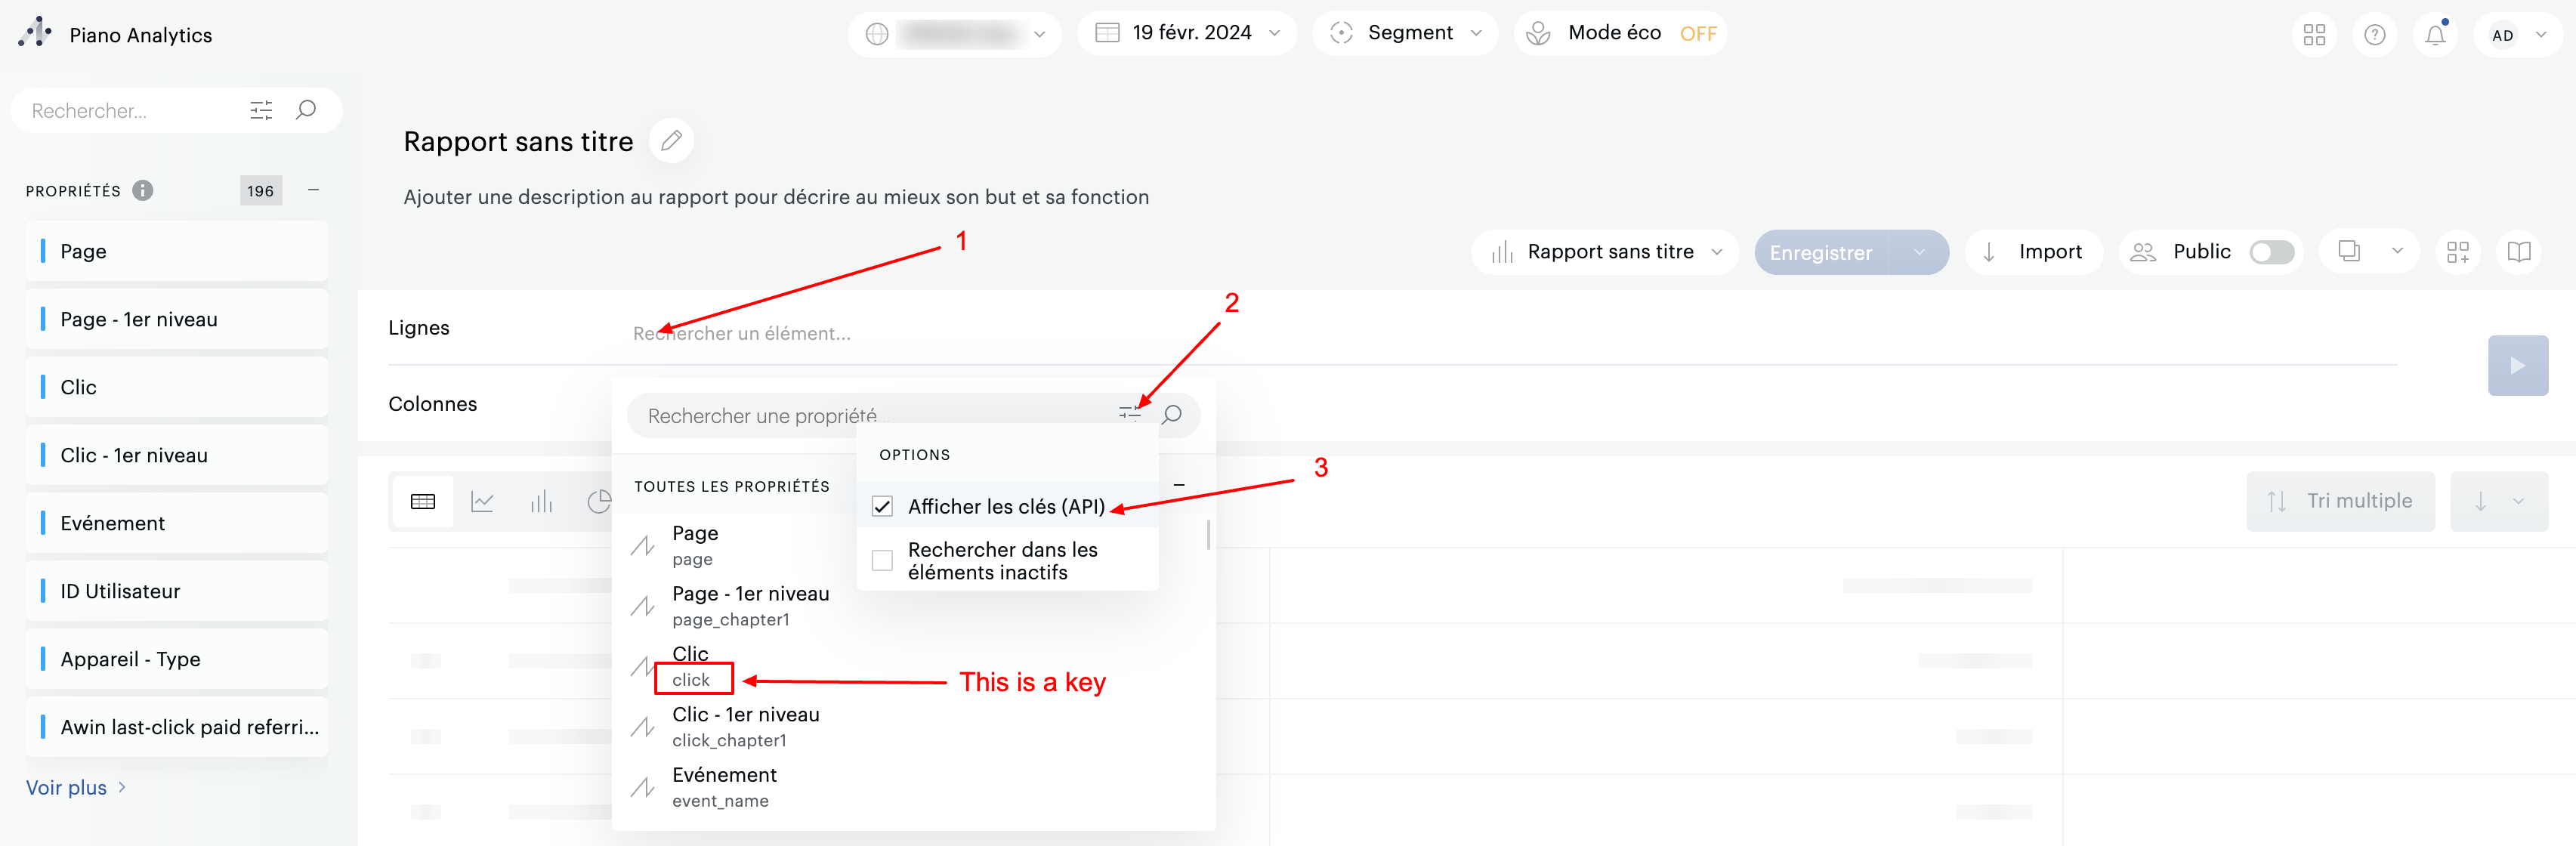 Piano Analytics
19 févr. 2024
Segment
Mode éco OFF
AD
Rechercher...
PROPRIÉTÉS
196
Page
Page - 1er niveau
Clic
Clic - 1er niveau
Evénement
ID Utilisateur
Appareil - Type
Awin last-click paid referri...
Voir plus
Rapport sans titre
Ajouter une description au rapport pour décrire au mieux son but et sa fonction
1
2
3
Rapport sans titre
Enregistrer
Import
Public
Lignes
Rechercher un élément...
Colonnes
Rechercher une propriété...
OPTIONS
Afficher les clés (API)
Rechercher dans les
éléments inactifs
TOUTES LES PROPRIÉTÉS
Page
page
Page - 1er niveau
page_chapter1
Clic
click
This is a key
Clic - 1er niveau
click_chapter1
Evénement
event_name
Tri multiple